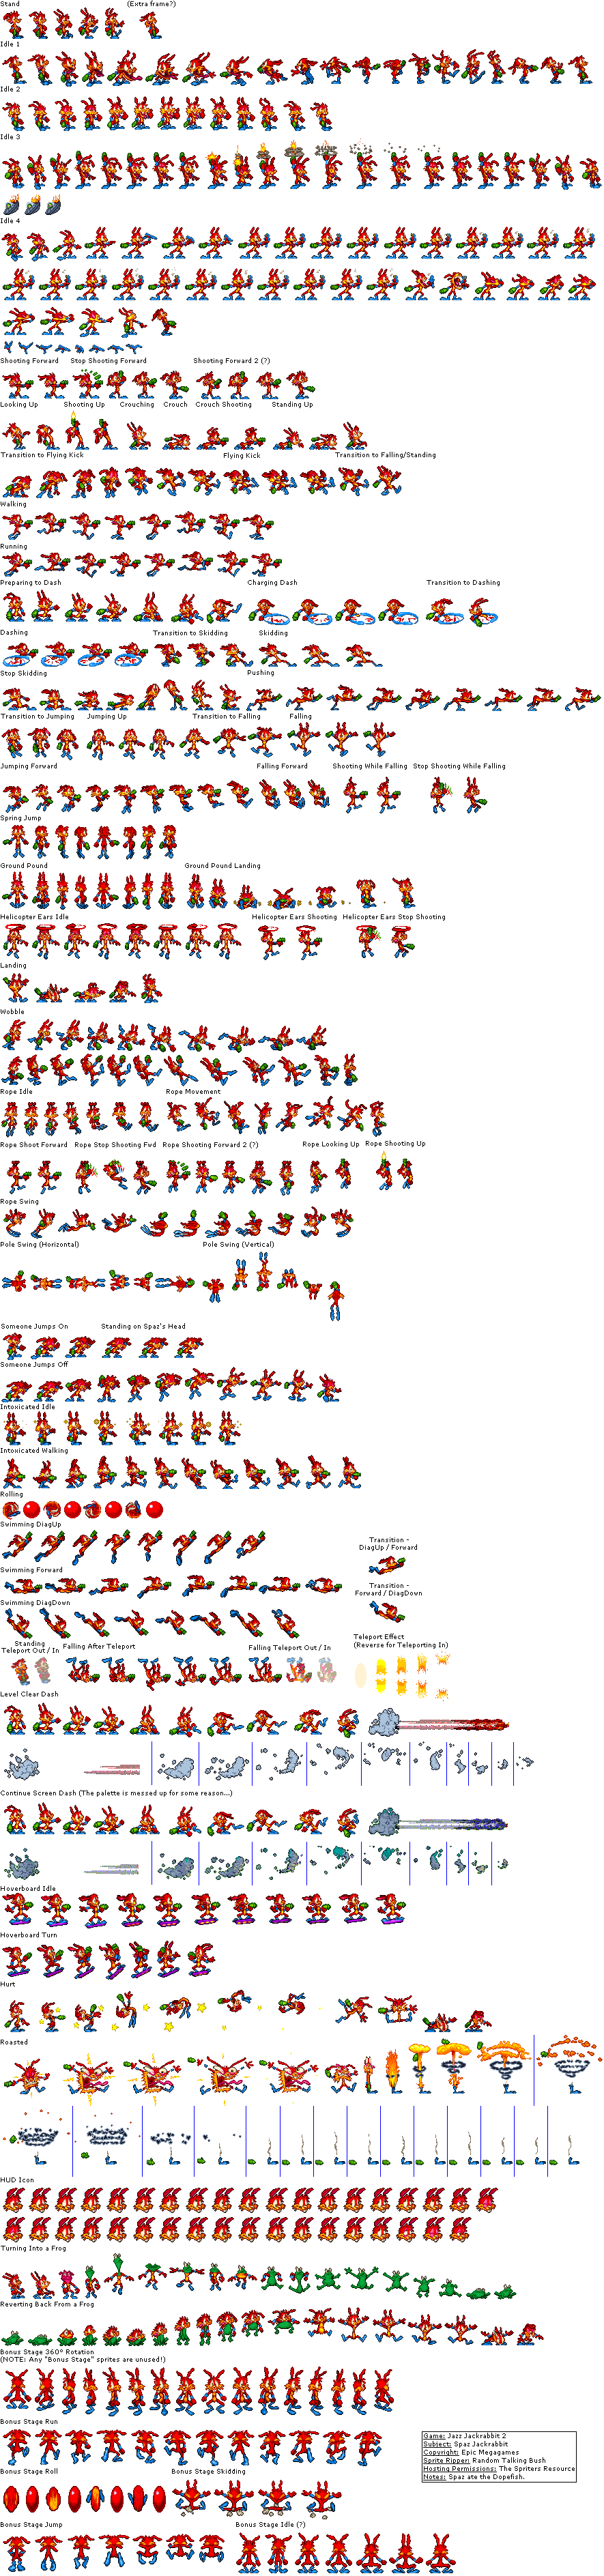 Stand
(Extra frame?)
Idle 1
Idle 2
Idle 3
Idle 4
Shooting Forward
Stop Shooting Forward
Shooting Forward 2 (?)
Looking Up
Shooting Up
Crouching
Crouch
Crouch Shooting
Standing Up
Transition to Flying Kick
Flying Kick
Transition to Falling/Standing
Walking
Running
Preparing to Dash
Charging Dash
Transition to Dashing
Dashing
Transition to Skidding
Skidding
Stop Skidding
Pushing
Transition to Jumping
Jumping Up
Transition to Falling
Falling
Jumping Forward
Falling Forward
Shooting While Falling
Stop Shooting While Falling
Spring Jump
Ground Pound
Ground Pound Landing
Helicopter Ears Idle
Helicopter Ears Shooting
Helicopter Ears Stop Shooting
Landing
Wobble
Rope Idle
Rope Movement
Rope Shoot Forward
Rope Stop Shooting Fwd
Rope Shooting Forward 2 (?)
Rope Looking Up
Rope Shooting Up
Rope Swing
Pole Swing (Horizontal)
Pole Swing (Vertical)
Someone Jumps On
Standing on Spaz's Head
Someone Jumps Off
Intoxicated Idle
Intoxicated Walking
Rolling
Swimming DiagUp
Transition -
DiagUp / Forward
Swimming Forward
Transition -
Forward / DiagDown
Swimming DiagDown
Standing
Teleport Out / In
Falling After Teleport
Falling Teleport Out / In
Teleport Effect
(Reverse for Teleporting In)
Level Clear Dash
Continue Screen Dash (The palette is messed up for some reason...)
Hoverboard Idle
Hoverboard Turn
Hurt
Roasted
HUD Icon
Turning Into a Frog
Reverting Back From a Frog
Bonus Stage 360° Rotation
(NOTE: Any "Bonus Stage" sprites are unused!)
Bonus Stage Run
Game: Jazz Jackrabbit 2
Subject: Spaz Jackrabbit
Copyright: Epic Megagames
Sprite Ripper: Random Talking Bush
Hosting Permissions: The Spriters Resource
Notes: Spaz ate the Dopefish.
Bonus Stage Roll
Bonus Stage Skidding
Bonus Stage Jump
Bonus Stage Idle (?)